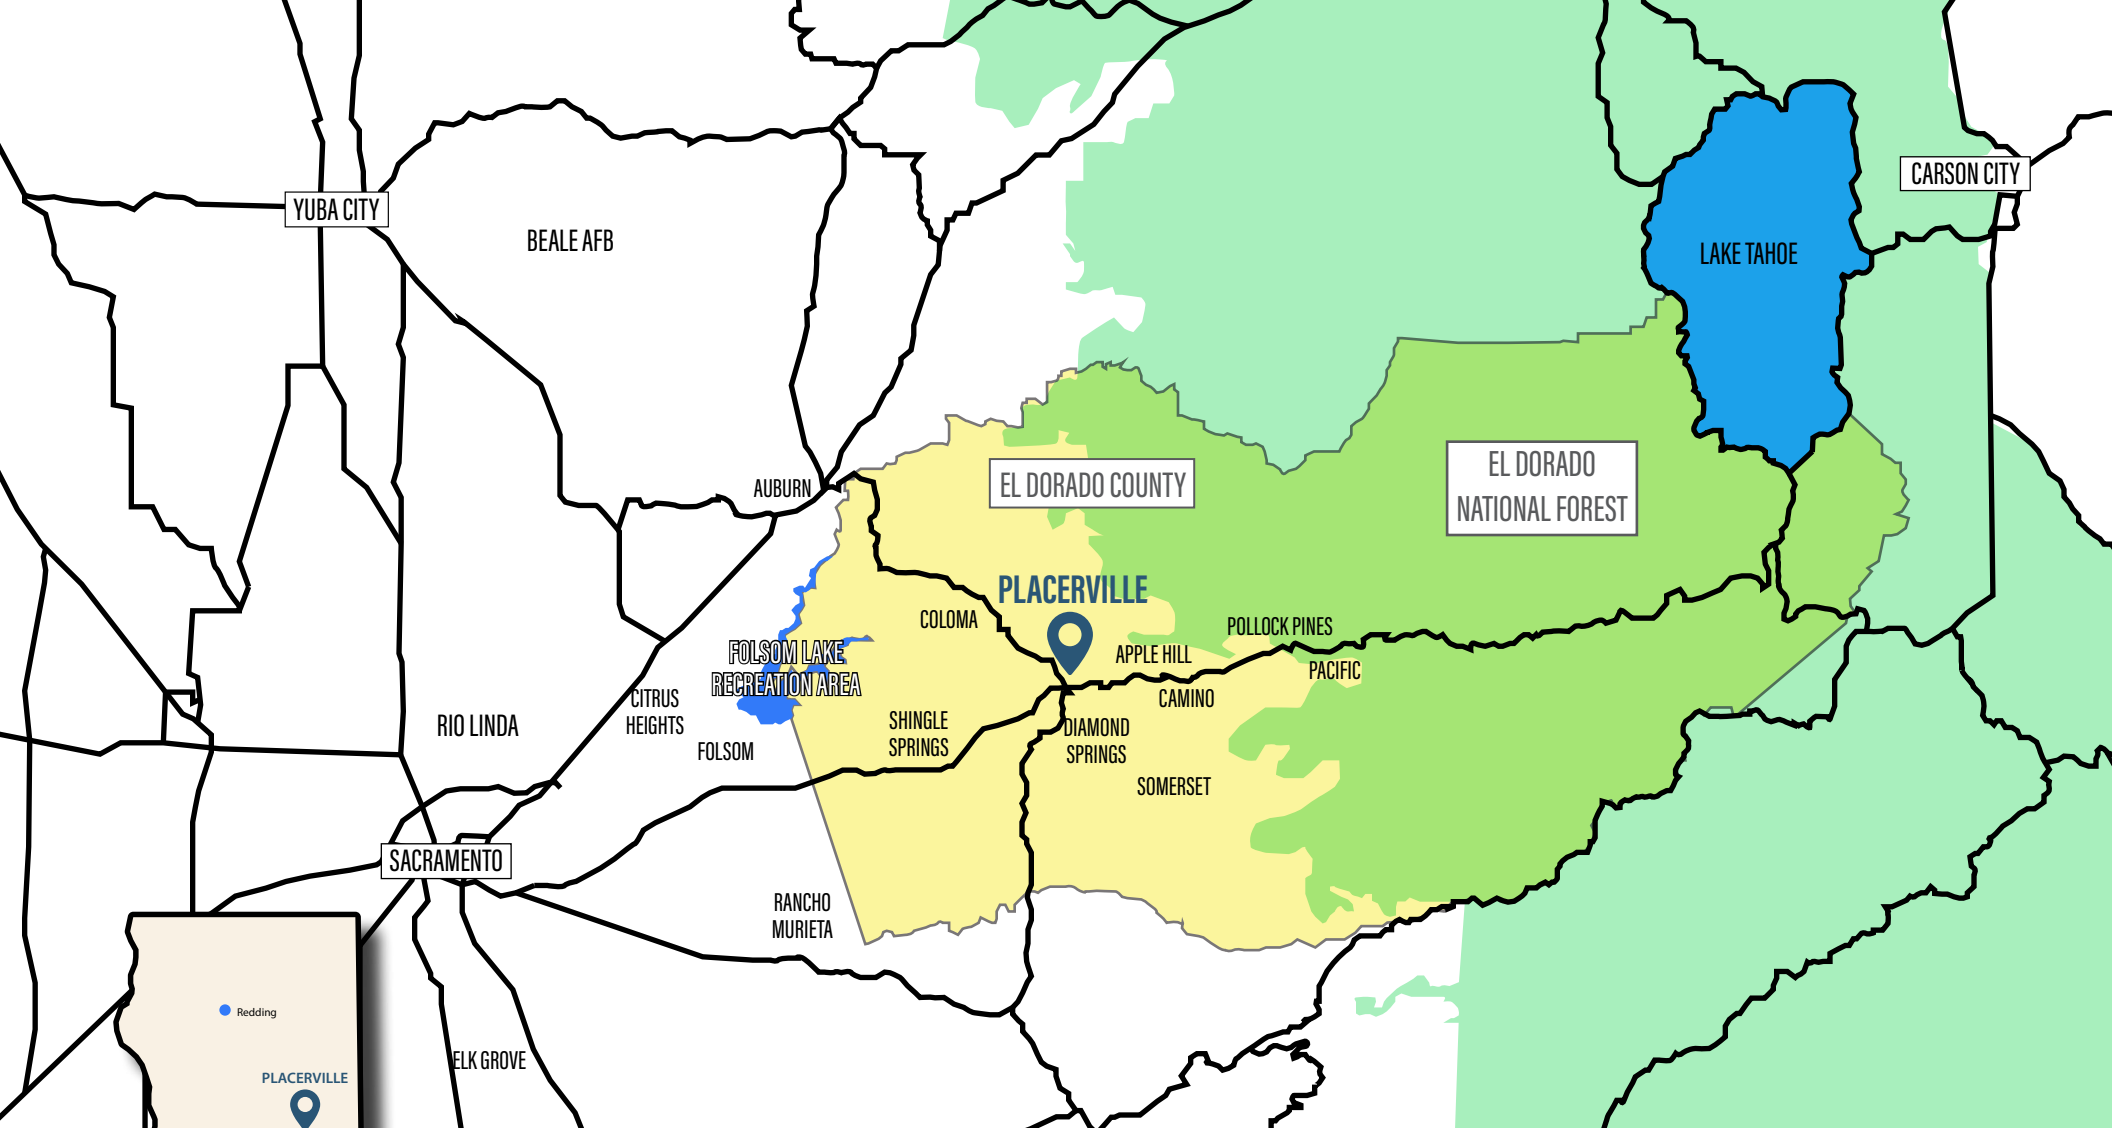 CARSON CITY
YUBA CITY
BEALE AFB
LAKE TAHOE
EL DORADO COUNTY
EL DORADO
NATIONAL FOREST
AUBURN
PLACERVILLE
COLOMA
POLLOCK PINES
FOLSOM LAKE
RECREATION AREA
APPLE HILL
PACIFIC
CITRUS
HEIGHTS
CAMINO
RIO LINDA
SHINGLE
SPRINGS
DIAMOND
SPRINGS
FOLSOM
SOMERSET
SACRAMENTO
RANCHO
MURIETA
Redding
ELK GROVE
PLACERVILLE